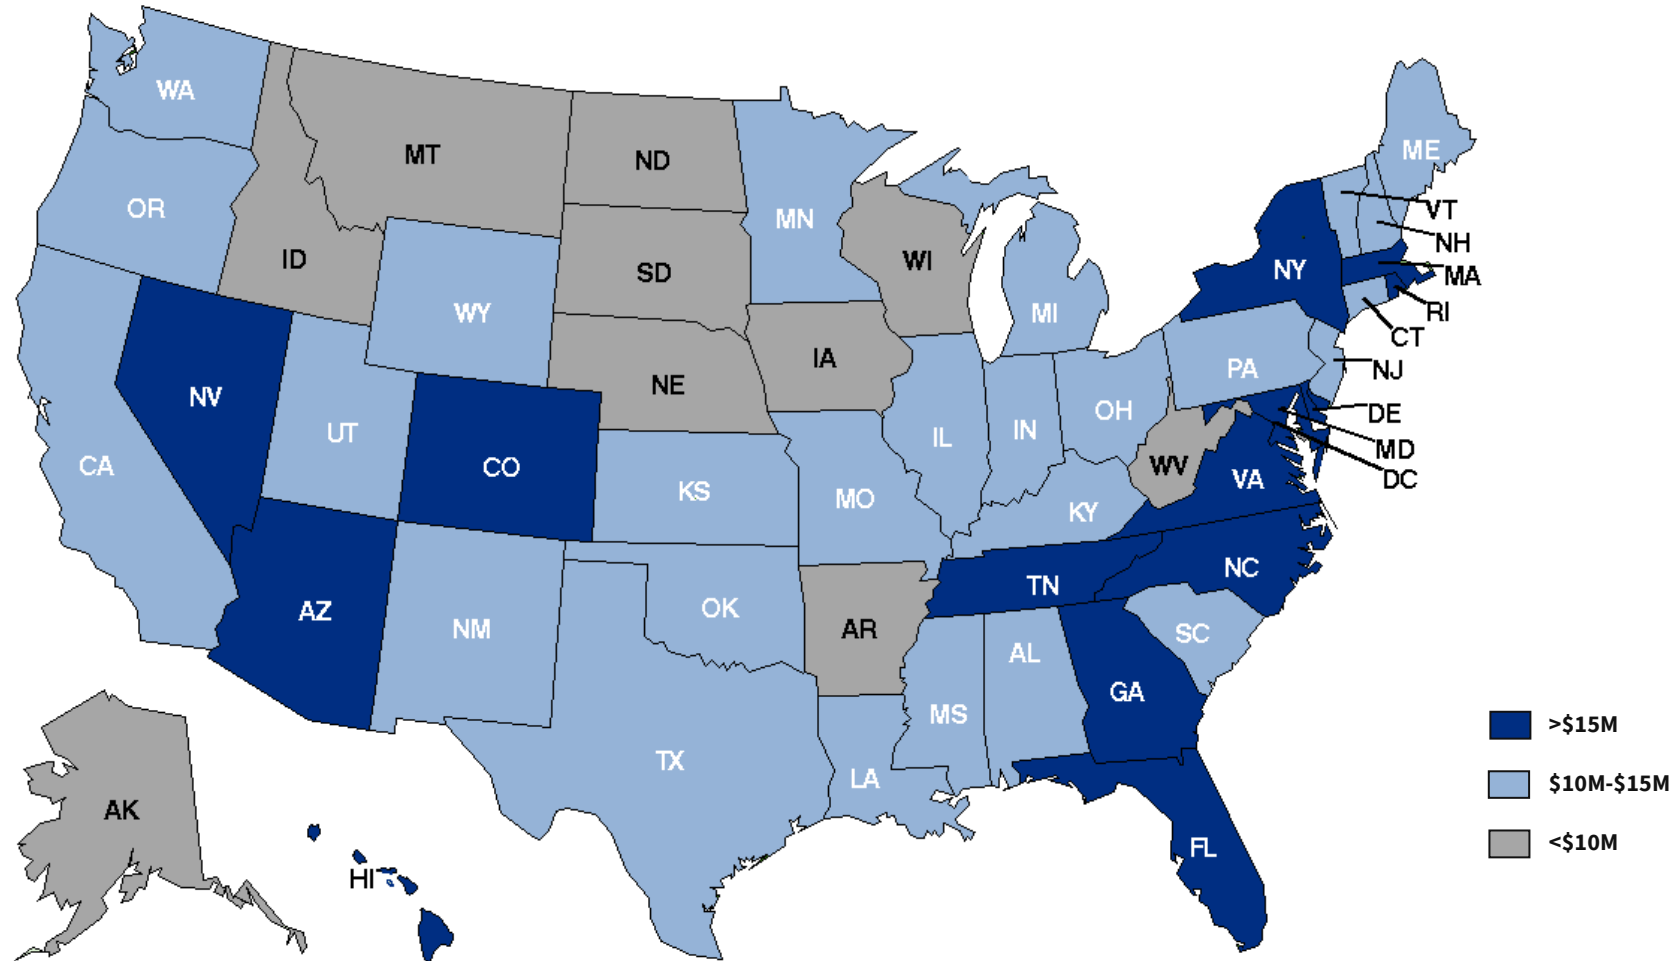 WA
ME
MT
ND
OR
MN
VT
NH
ID
WI
NY
MA
SD
WY
MI
RI
CT
IA
PA
NJ
NE
NV
OH
DE
UT
IN
IL
MD
CO
CA
WV
VA
DC
KS
MO
KY
NC
TN
AZ
OK
NM
AR
SC
AL
GA
MS
>$15M
TX
LA
$10M-$15M
AK
FL
<$10M
HI